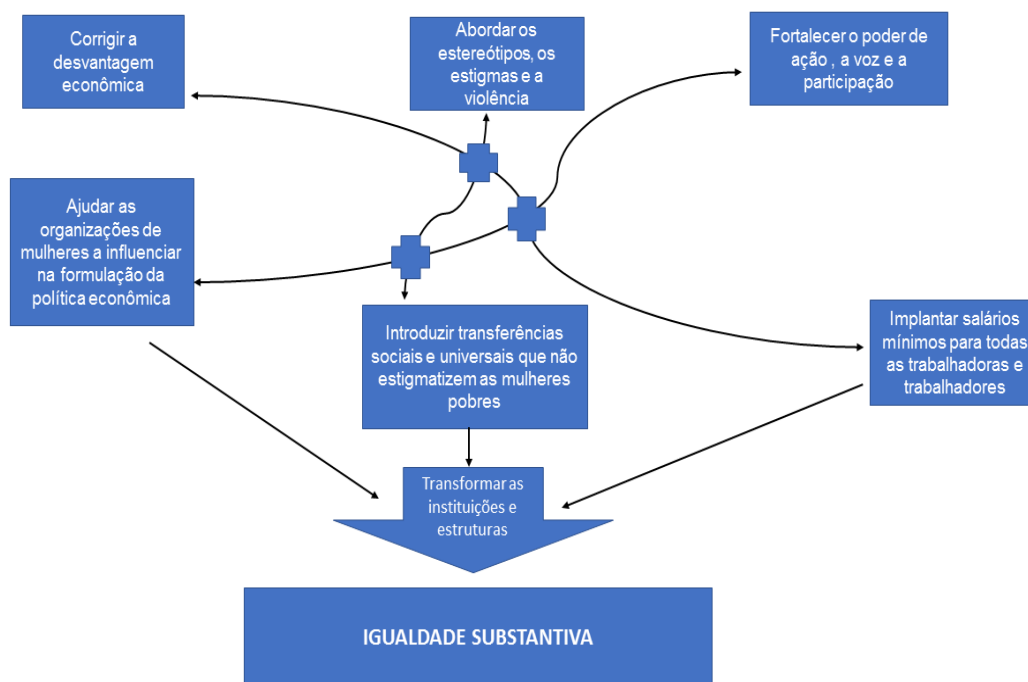 Corrigir a
desvantagem
econômica
Abordar os
estereótipos, os
estigmas e a
violência
Fortalecer o poder de
ação , a voz e a
participação
Ajudar as
organizações de
mulheres a influenciar
na formulação da
política econômica
Introduzir transferências
sociais e universais que não
estigmatizem as mulheres
pobres
Implantar salários
mínimos para todas
as trabalhadoras e
trabalhadores
Transformar as
instituições e
estruturas
IGUALDADE SUBSTANTIVA